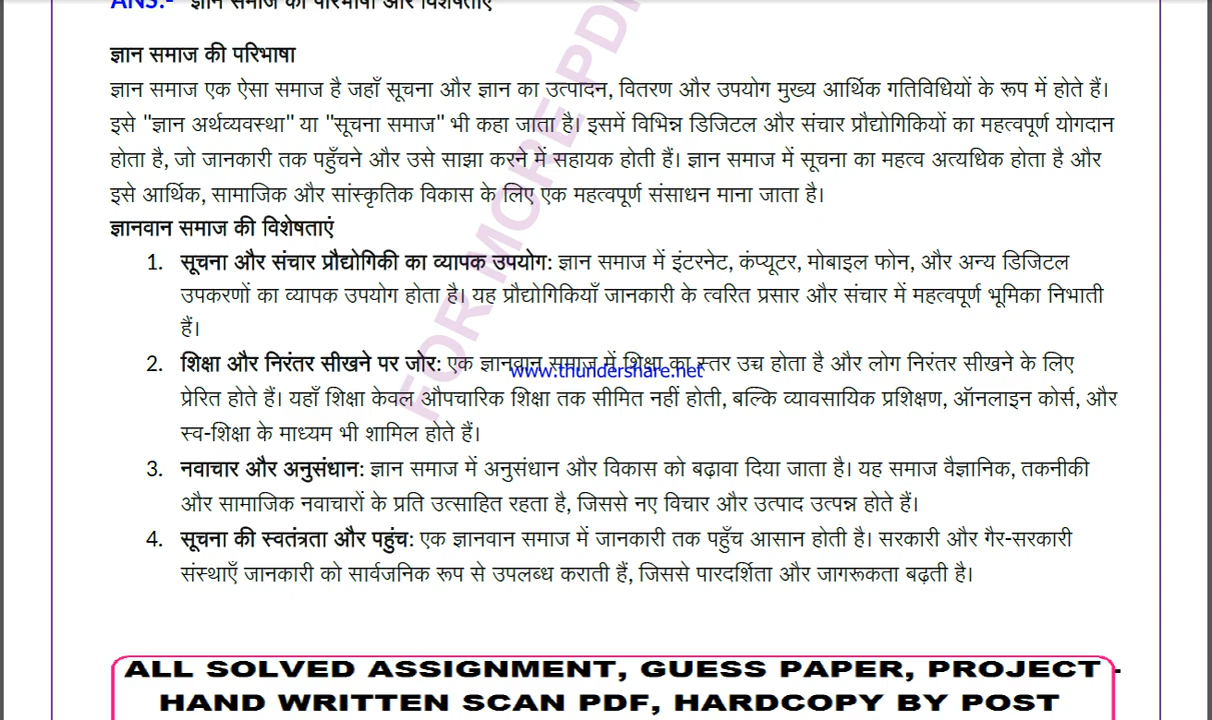 ANS:- ज्ञान समाज की परिभाषा और विशेषताएँ
ज्ञान समाज की परिभाषा
ज्ञान समाज एक ऐसा समाज है जहाँ सूचना और ज्ञान का उत्पादन, वितरण और उपयोग मुख्य आर्थिक गतिविधियों के रूप में होते हैं।
इसे "ज्ञान अर्थव्यवस्था" या "सूचना समाज" भी कहा जाता है। इसमें विभिन्न डिजिटल और संचार प्रौद्योगिकियों का महत्वपूर्ण योगदान
होता है, जो जानकारी तक पहुँचने और उसे साझा करने में सहायक होती हैं। ज्ञान समाज में सूचना का महत्व अत्यधिक होता है और
इसे आर्थिक, सामाजिक और सांस्कृतिक विकास के लिए एक महत्वपूर्ण संसाधन माना जाता है।
ज्ञानवान समाज की विशेषताएं
1. सूचना और संचार प्रौद्योगिकी का व्यापक उपयोग: ज्ञान समाज में इंटरनेट, कंप्यूटर, मोबाइल फोन, और अन्य डिजिटल
उपकरणों का व्यापक उपयोग होता है। यह प्रौद्योगिकियाँ जानकारी के त्वरित प्रसार और संचार में महत्वपूर्ण भूमिका निभाती
हैं।
2. शिक्षा और निरंतर सीखने पर जोर: एक ज्ञानवान समाज में शिक्षा का स्तर उच्च होता है और लोग निरंतर सीखने के लिए
www.thundershare.net
प्रेरित होते हैं। यहाँ शिक्षा केवल औपचारिक शिक्षा तक सीमित नहीं होती, बल्कि व्यावसायिक प्रशिक्षण, ऑनलाइन कोर्स, और
स्व-शिक्षा के माध्यम भी शामिल होते हैं।
3. नवाचार और अनुसंधान: ज्ञान समाज में अनुसंधान और विकास को बढ़ावा दिया जाता है। यह समाज वैज्ञानिक, तकनीकी
और सामाजिक नवाचारों के प्रति उत्साहित रहता है, जिससे नए विचार और उत्पाद उत्पन्न होते हैं।
4. सूचना की स्वतंत्रता और पहुंच: एक ज्ञानवान समाज में जानकारी तक पहुँच आसान होती है। सरकारी और गैर-सरकारी
संस्थाएँ जानकारी को सार्वजनिक रूप से उपलब्ध कराती हैं, जिससे पारदर्शिता और जागरूकता बढ़ती है।
FOR MORE PDF
ALL SOLVED ASSIGNMENT, GUESS PAPER, PROJECT -
HAND WRITTEN SCAN PDF, HARDCOPY BY POST